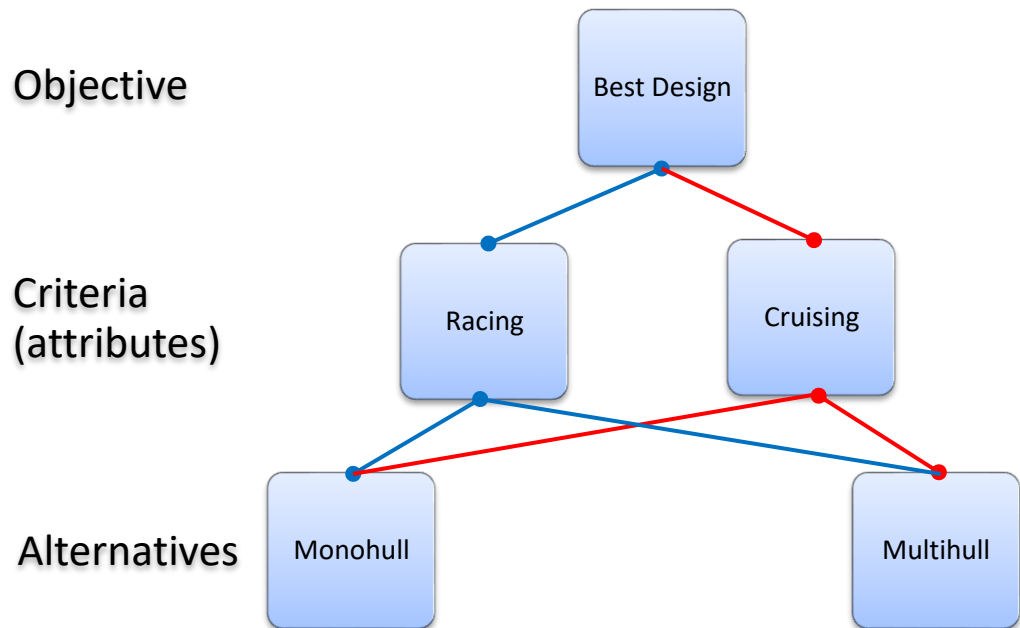 Objective
Best Design
Criteria
(attributes)
Racing
Cruising
Alternatives
Monohull
Multihull